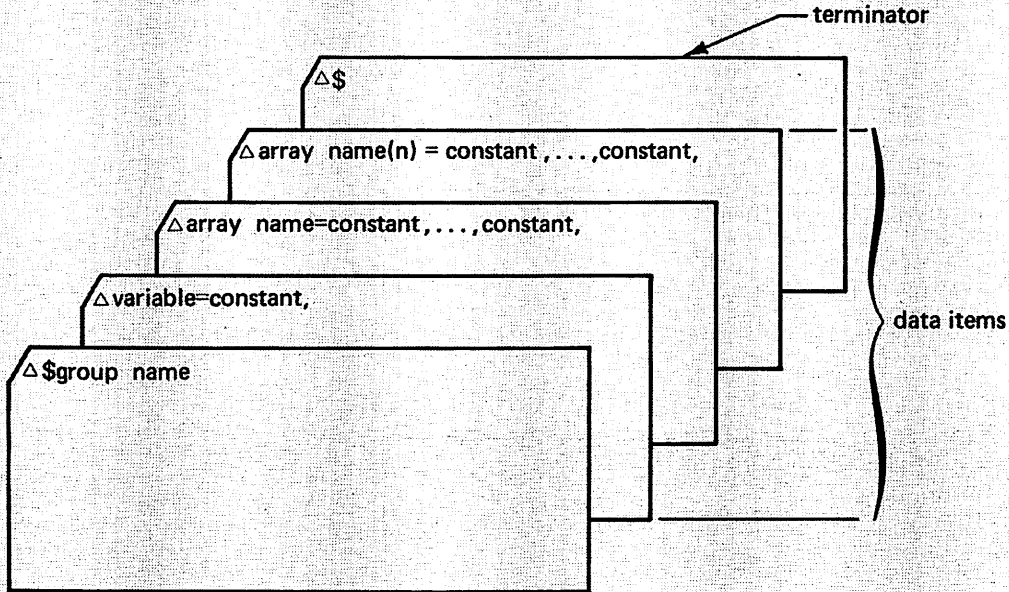 terminator
△$
△array name(n) = constant,...,constant,
△array name=constant,...,constant,
△variable=constant,
data items
△$group name